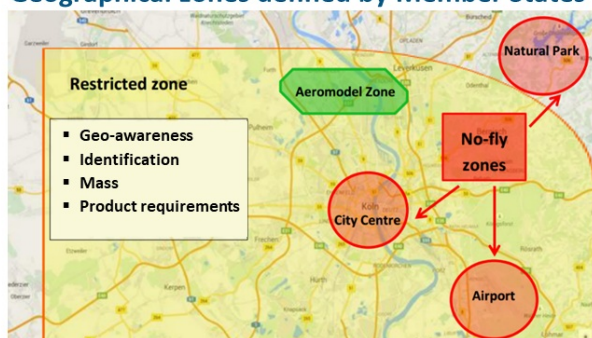 Geographical zones defined by Member States
Natural Park
Restricted zone
Leverkusen
Aeromodel Zone
▪ Geo-awareness
▪ Identification
▪ Mass
▪ Product requirements
Pulheim
No-fly
zones
Köln
City Centre
Frechen
Hürth
Kerpen
Rösrath
Airport